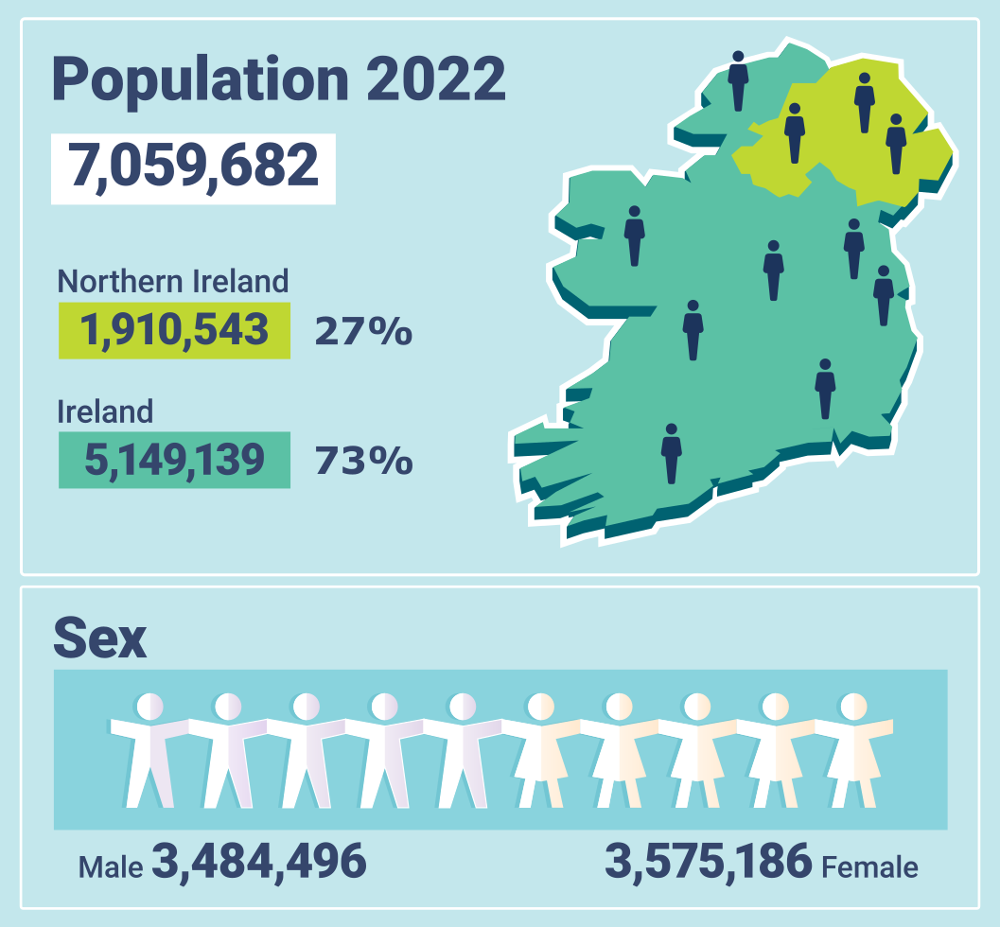 Population 2022
7,059,682
Northern Ireland
1,910,543 27%
Ireland
5,149,139 73%
Sex
Male 3,484,496
3,575,186 Female